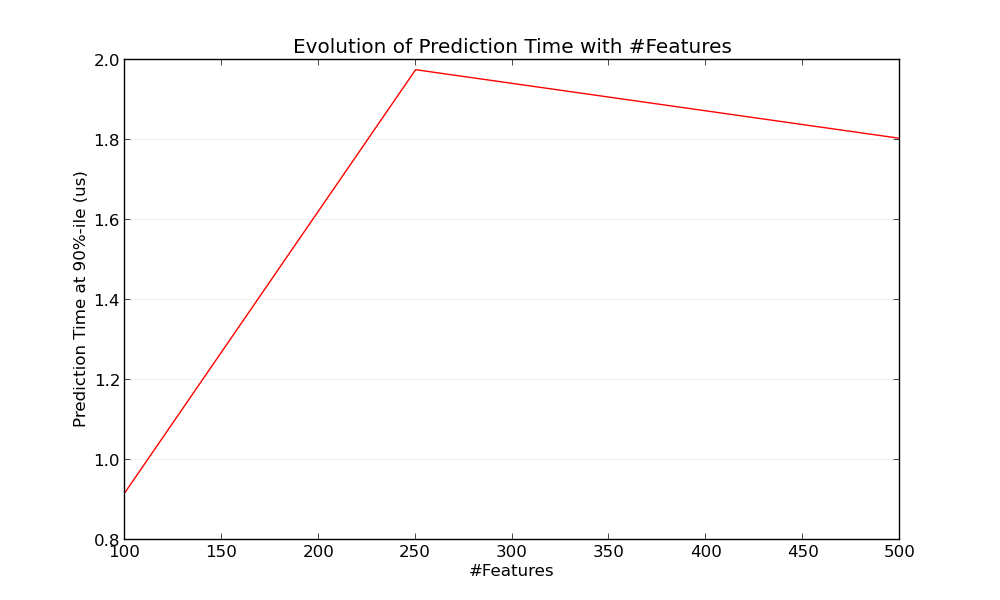 Evolution of Prediction Time with #Features
Prediction Time at 90%-ile (us)
2.0
1.8
1.6
1.4
1.2
1.0
0.8
100 150 200 250 300 350 400 450 500
#Features